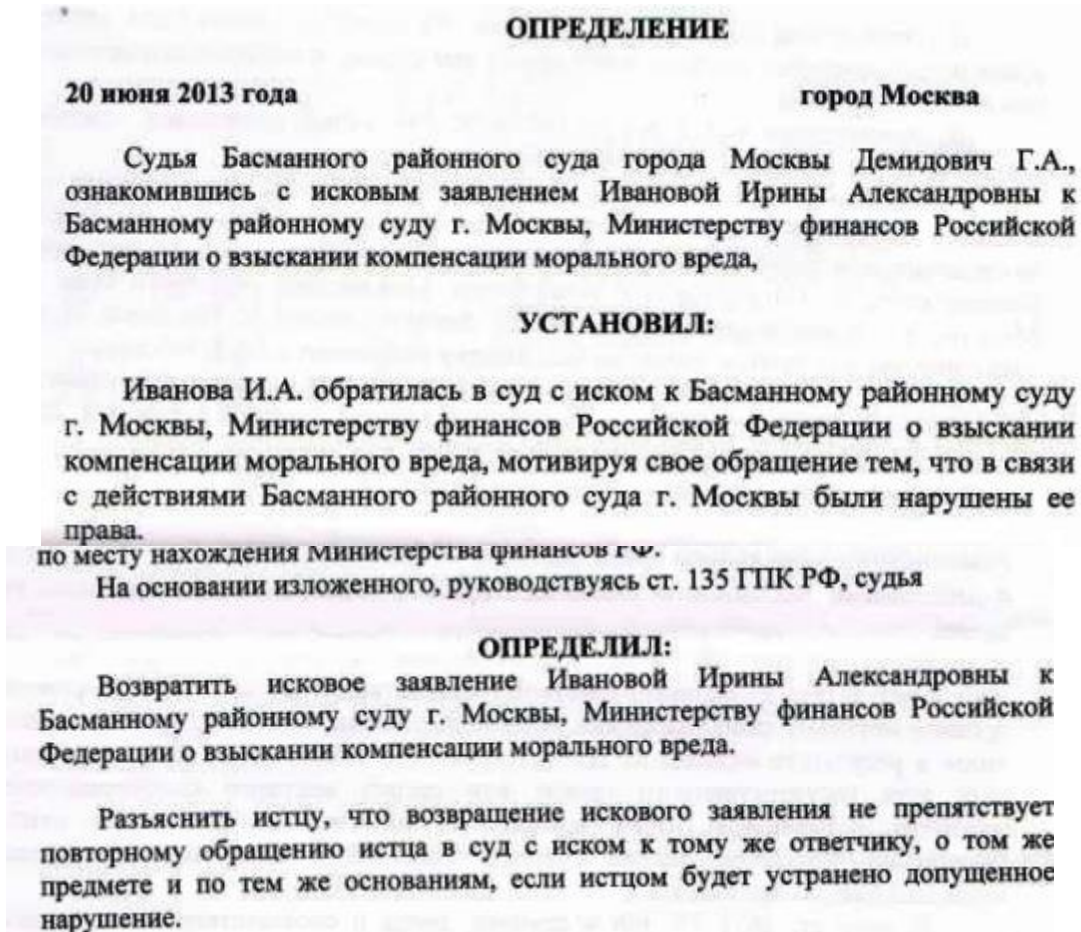 ОПРЕДЕЛЕНИЕ
20 июня 2013 года город Москва
Судья Басманного районного суда города Москвы Демидович Г.А.,
ознакомившись с исковым заявлением Ивановой Ирины Александровны к
Басманному районному суду г. Москвы, Министерству финансов Российской
Федерации о взыскании компенсации морального вреда,
УСТАНОВИЛ:
Иванова И.А. обратилась в суд с иском к Басманному районному суду
г. Москвы, Министерству финансов Российской Федерации о взыскании
компенсации морального вреда, мотивируя свое обращение тем, что в связи
с действиями Басманного районного суда г. Москвы были нарушены ее
права.
по месту нахождения Министерства финансов РФ.
На основании изложенного, руководствуясь ст. 135 ГПК РФ, судья
ОПРЕДЕЛИЛ:
Возвратить исковое заявление Ивановой Ирины Александровны к
Басманному районному суду г. Москвы, Министерству финансов Российской
Федерации о взыскании компенсации морального вреда.
Разъяснить истцу, что возвращение искового заявления не препятствует
повторному обращению истца в суд с иском к тому же ответчику, о том же
предмете и по тем же основаниям, если истцом будет устранено допущенное
нарушение.